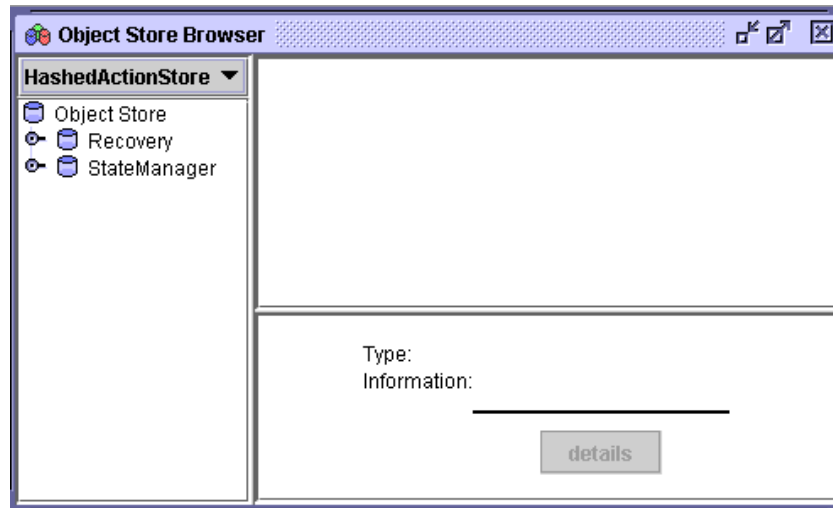 Object Store Browser
HashedActionStore
Object Store
Recovery
StateManager
Type:
Information:
details